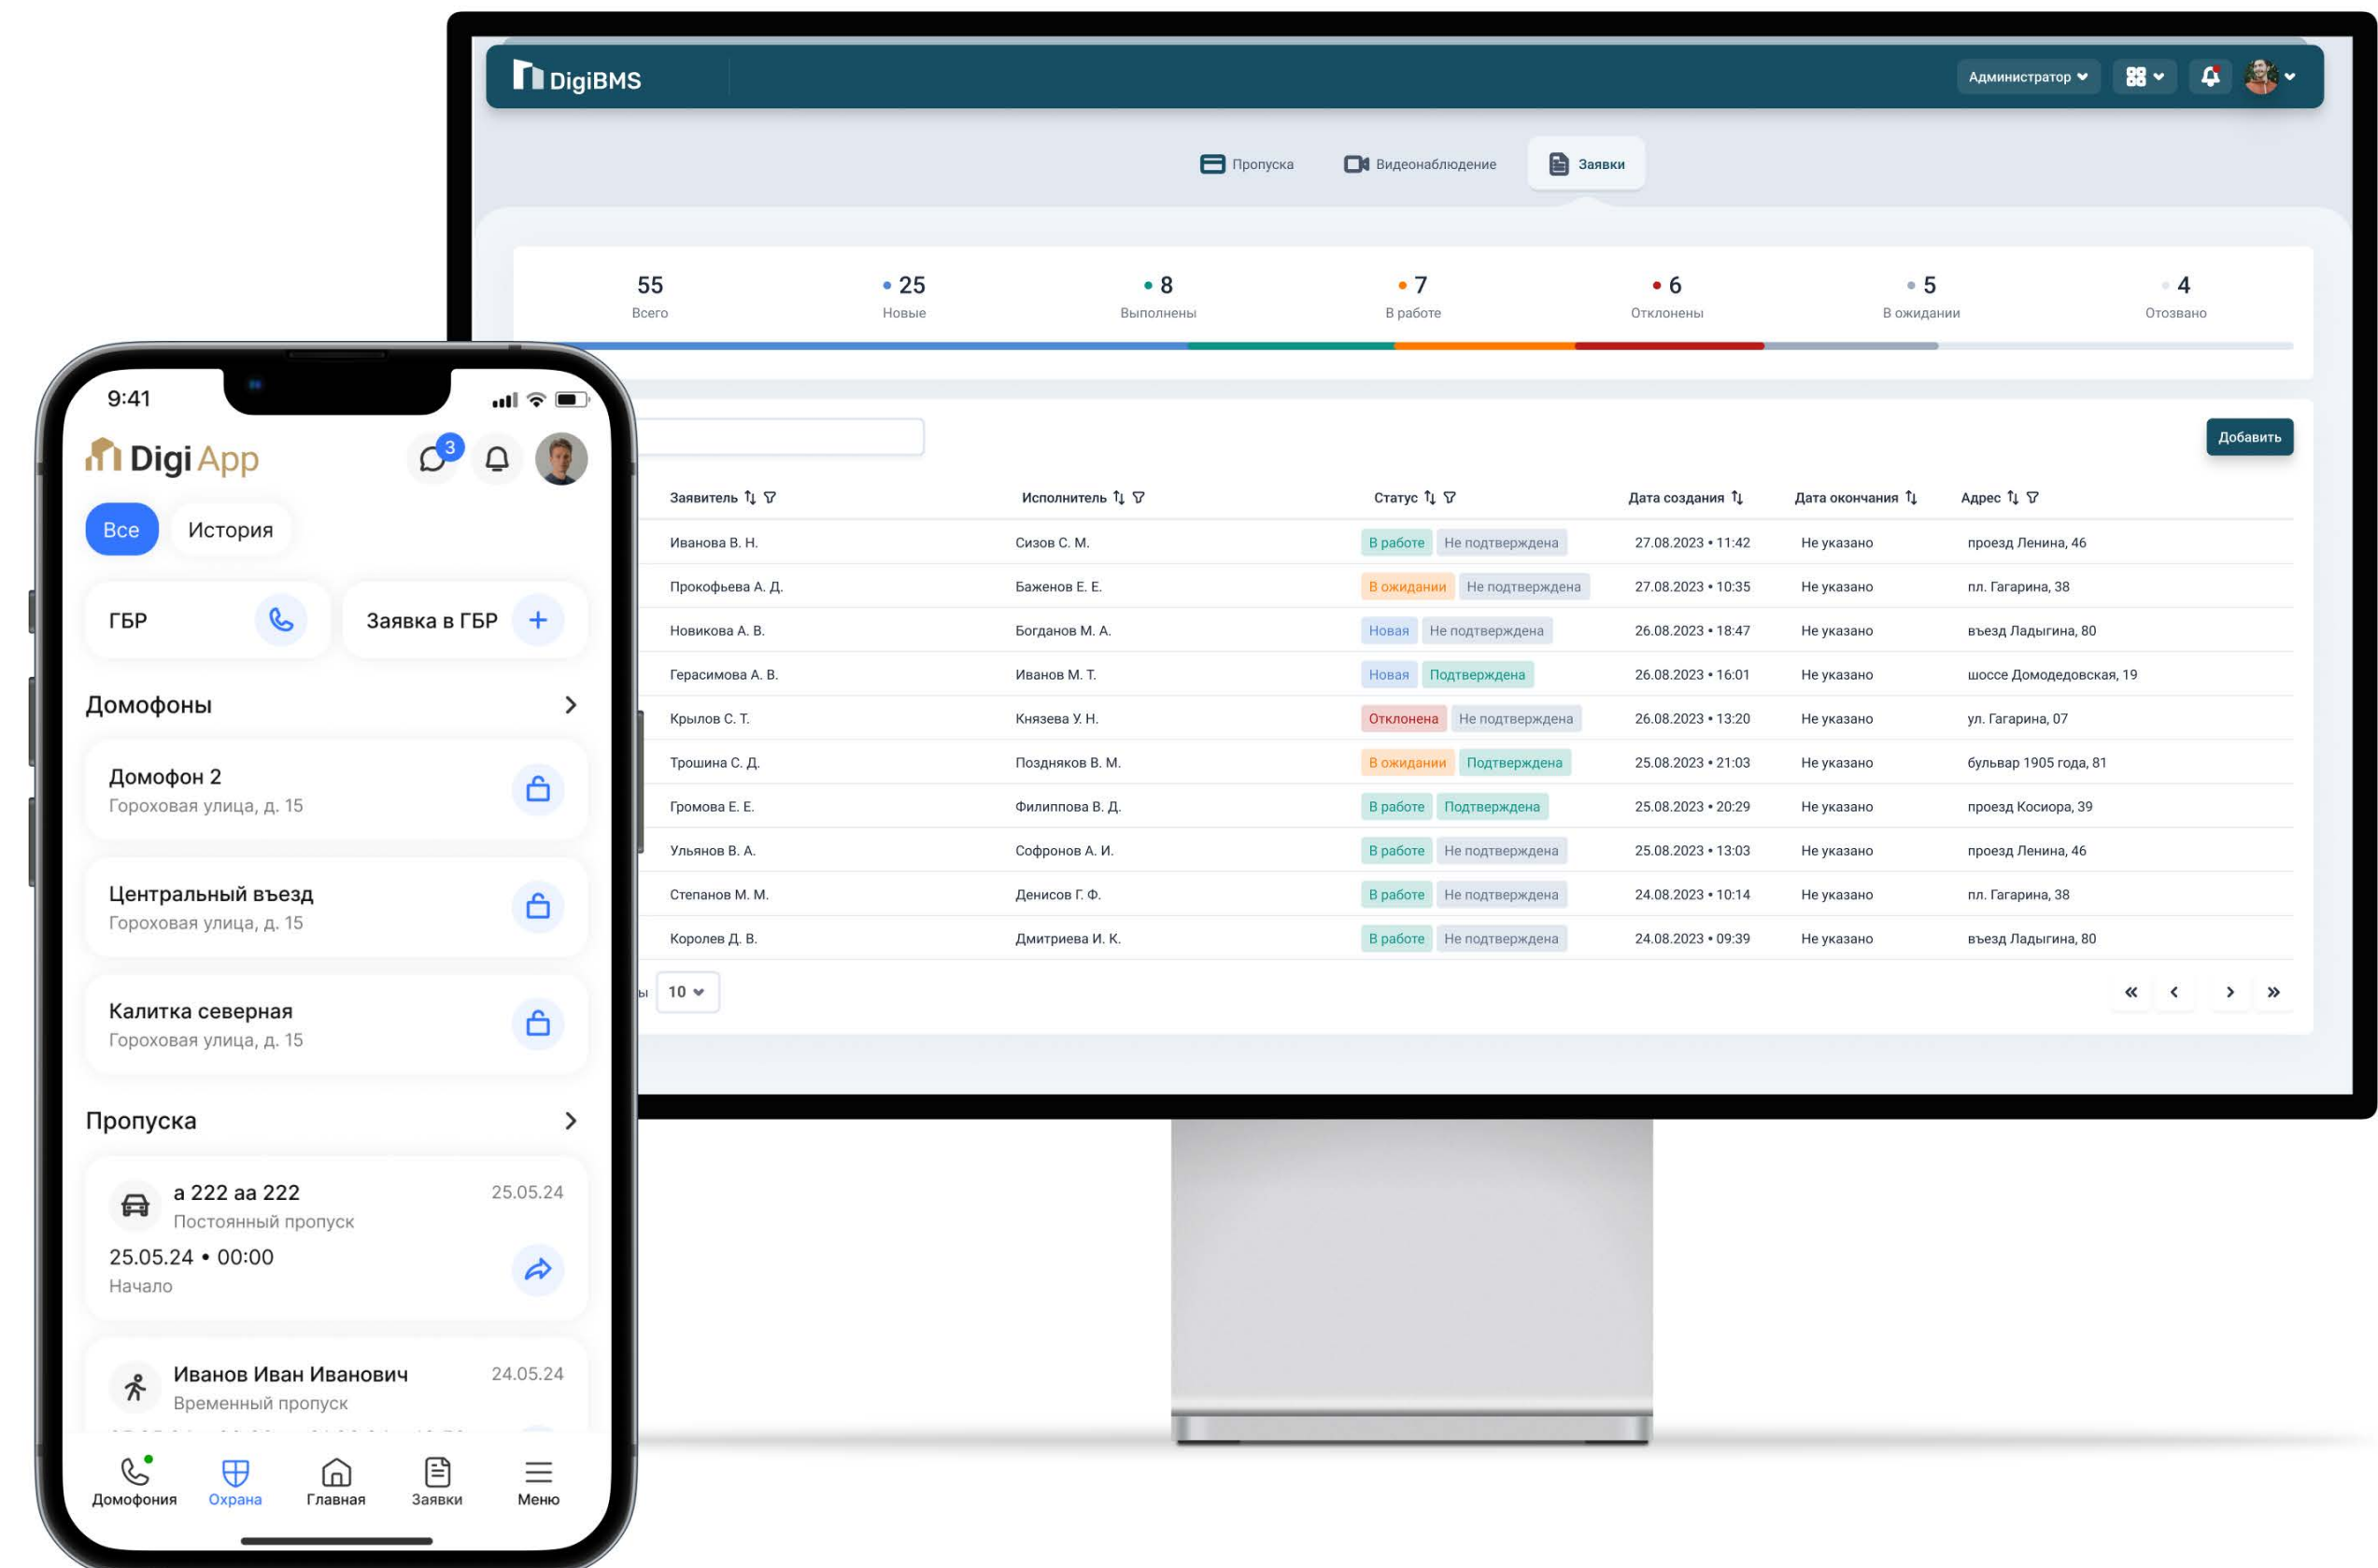 DigiBMS
Администратор
Пропуска
Видеонаблюдение
Заявки
55
Всего
25
Новые
8
Выполнены
7
В работе
6
Отклонены
5
В ожидании
4
Отозвано
Добавить
Заявитель Исполнитель Статус Дата создания Дата окончания Адрес
Иванова В. Н. Сизов С. М. В работе Не подтверждена 27.08.2023 • 11:42 Не указано проезд Ленина, 46
Прокофьева А. Д. Баженов Е. Е. В ожидании Не подтверждена 27.08.2023 • 10:35 Не указано пл. Гагарина, 38
Новикова А. В. Богданов М. А. Новая Не подтверждена 26.08.2023 • 18:47 Не указано въезд Ладыгина, 80
Герасимова А. В. Иванов М. Т. Новая Подтверждена 26.08.2023 • 16:01 Не указано шоссе Домодедовская, 19
Крылов С. Т. Князева У. Н. Отклонена Не подтверждена 26.08.2023 • 13:20 Не указано ул. Гагарина, 07
Трошина С. Д. Поздняков В. М. В ожидании Подтверждена 25.08.2023 • 21:03 Не указано бульвар 1905 года, 81
Громова Е. Е. Филиппова В. Д. В работе Подтверждена 25.08.2023 • 20:29 Не указано проезд Косиора, 39
Ульянов В. А. Софронов А. И. В работе Не подтверждена 25.08.2023 • 13:03 Не указано проезд Ленина, 46
Степанов М. М. Денисов Г. Ф. В работе Не подтверждена 24.08.2023 • 10:14 Не указано пл. Гагарина, 38
Королев Д. В. Дмитриева И. К. В работе Не подтверждена 24.08.2023 • 09:39 Не указано въезд Ладыгина, 80
ы 10
9:41
Digi App
3
Все
История
ГБР
Заявка в ГБР
Домофоны
Домофон 2
Гороховая улица, д. 15
Центральный въезд
Гороховая улица, д. 15
Калитка северная
Гороховая улица, д. 15
Пропуска
а 222 аа 222 25.05.24
Постоянный пропуск
25.05.24 • 00:00
Начало
Иванов Иван Иванович 24.05.24
Временный пропуск
Домофония Охрана Главная Заявки Меню